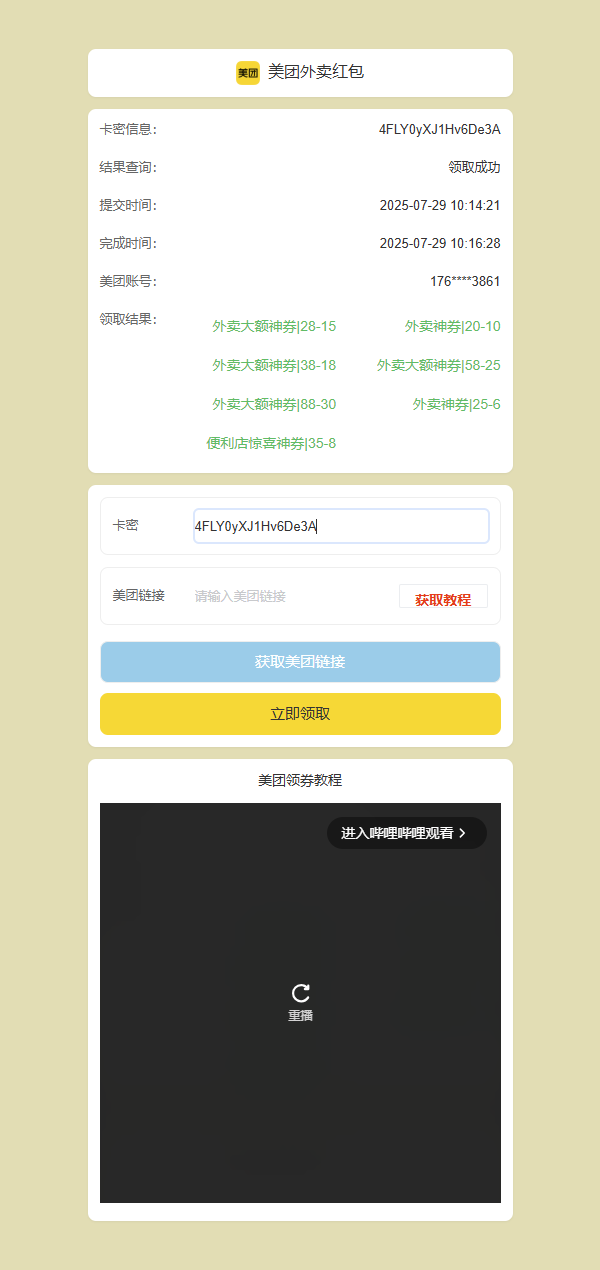 美团 美团外卖红包
卡密信息： 4FLY0yXJ1Hv6De3A
结果查询： 领取成功
提交时间： 2025-07-29 10:14:21
完成时间： 2025-07-29 10:16:28
美团账号： 176****3861
领取结果： 外卖大额神券|28-15 外卖神券|20-10
外卖大额神券|38-18 外卖大额神券|58-25
外卖大额神券|88-30 外卖神券|25-6
便利店惊喜神券|35-8
卡密 4FLY0yXJ1Hv6De3A
美团链接 请输入美团链接 获取教程
获取美团链接
立即领取
美团领券教程
进入哔哩哔哩观看
重播